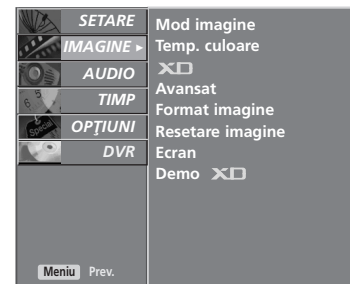 SETARE
IMAGINE ►
AUDIO
TIMP
OPŢIUNI
DVR
Meniu Prev.
Mod imagine
Temp. culoare
XD
Avansat
Format imagine
Resetare imagine
Ecran
Demo XD
Special